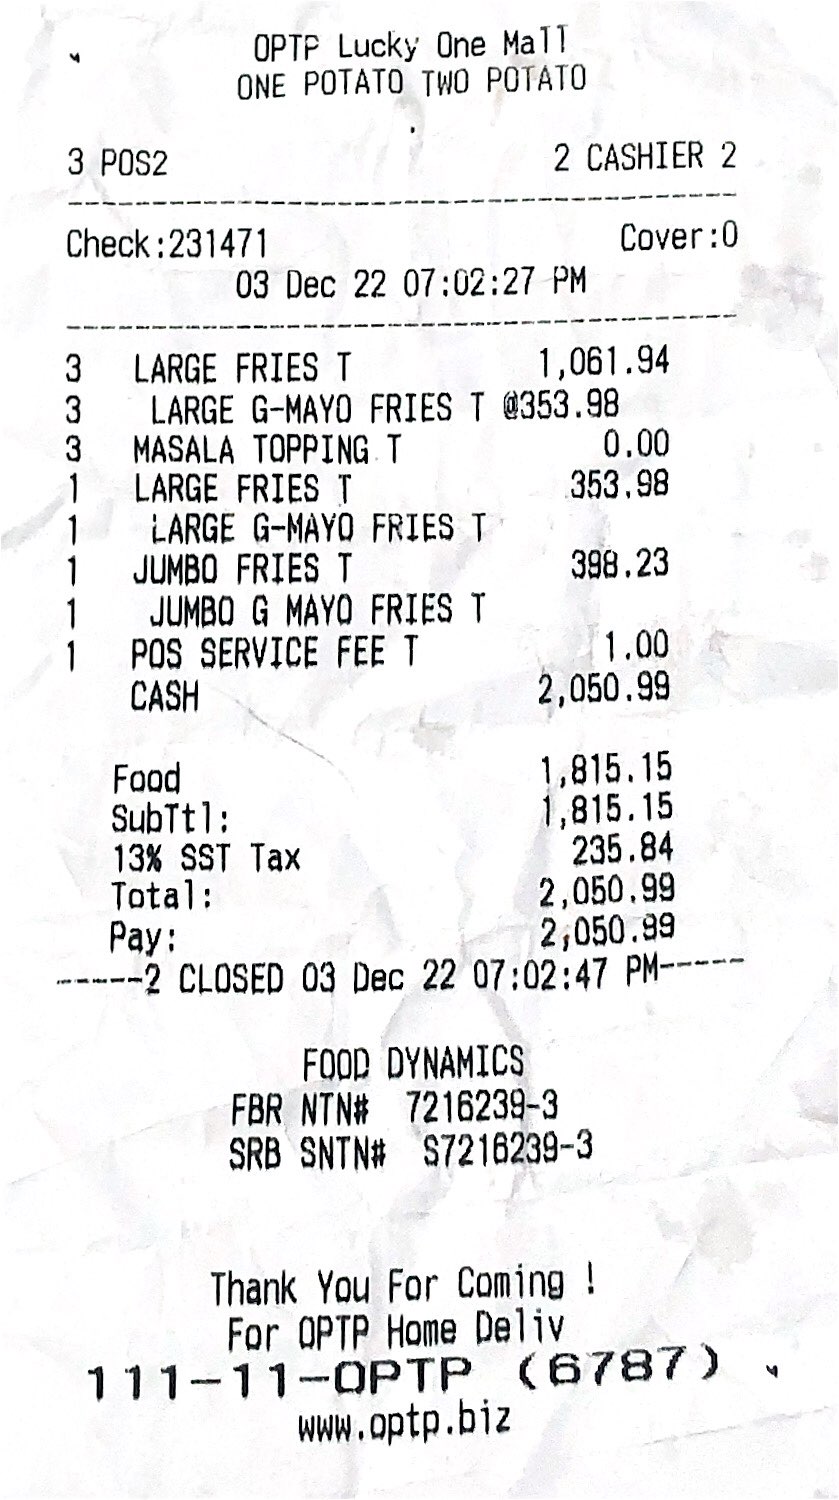 OPTP Lucky One Mall
ONE POTATO TWO POTATO
3 POS2 2 CASHIER 2
Check:231471 Cover:0
03 Dec 22 07:02:27 PM
3 LARGE FRIES T 1,061.94
3 LARGE G-MAYO FRIES T @353.98
3 MASALA TOPPING T 0.00
1 LARGE FRIES T 353.98
1 LARGE G-MAYO FRIES T
1 JUMBO FRIES T 398.23
1 JUMBO G MAYO FRIES T
1 POS SERVICE FEE T 1.00
CASH 2,050.99
Food 1,815.15
SubTtl: 1,815.15
13% SST Tax 235.84
Total: 2,050.99
Pay: 2,050.99
-----2 CLOSED 03 Dec 22 07:02:47 PM-----
FOOD DYNAMICS
FBR NTN# 7216239-3
SRB SNTN# S7216239-3
Thank You For Coming !
For OPTP Home Deliv
111-11-OPTP (6787)
www.optp.biz